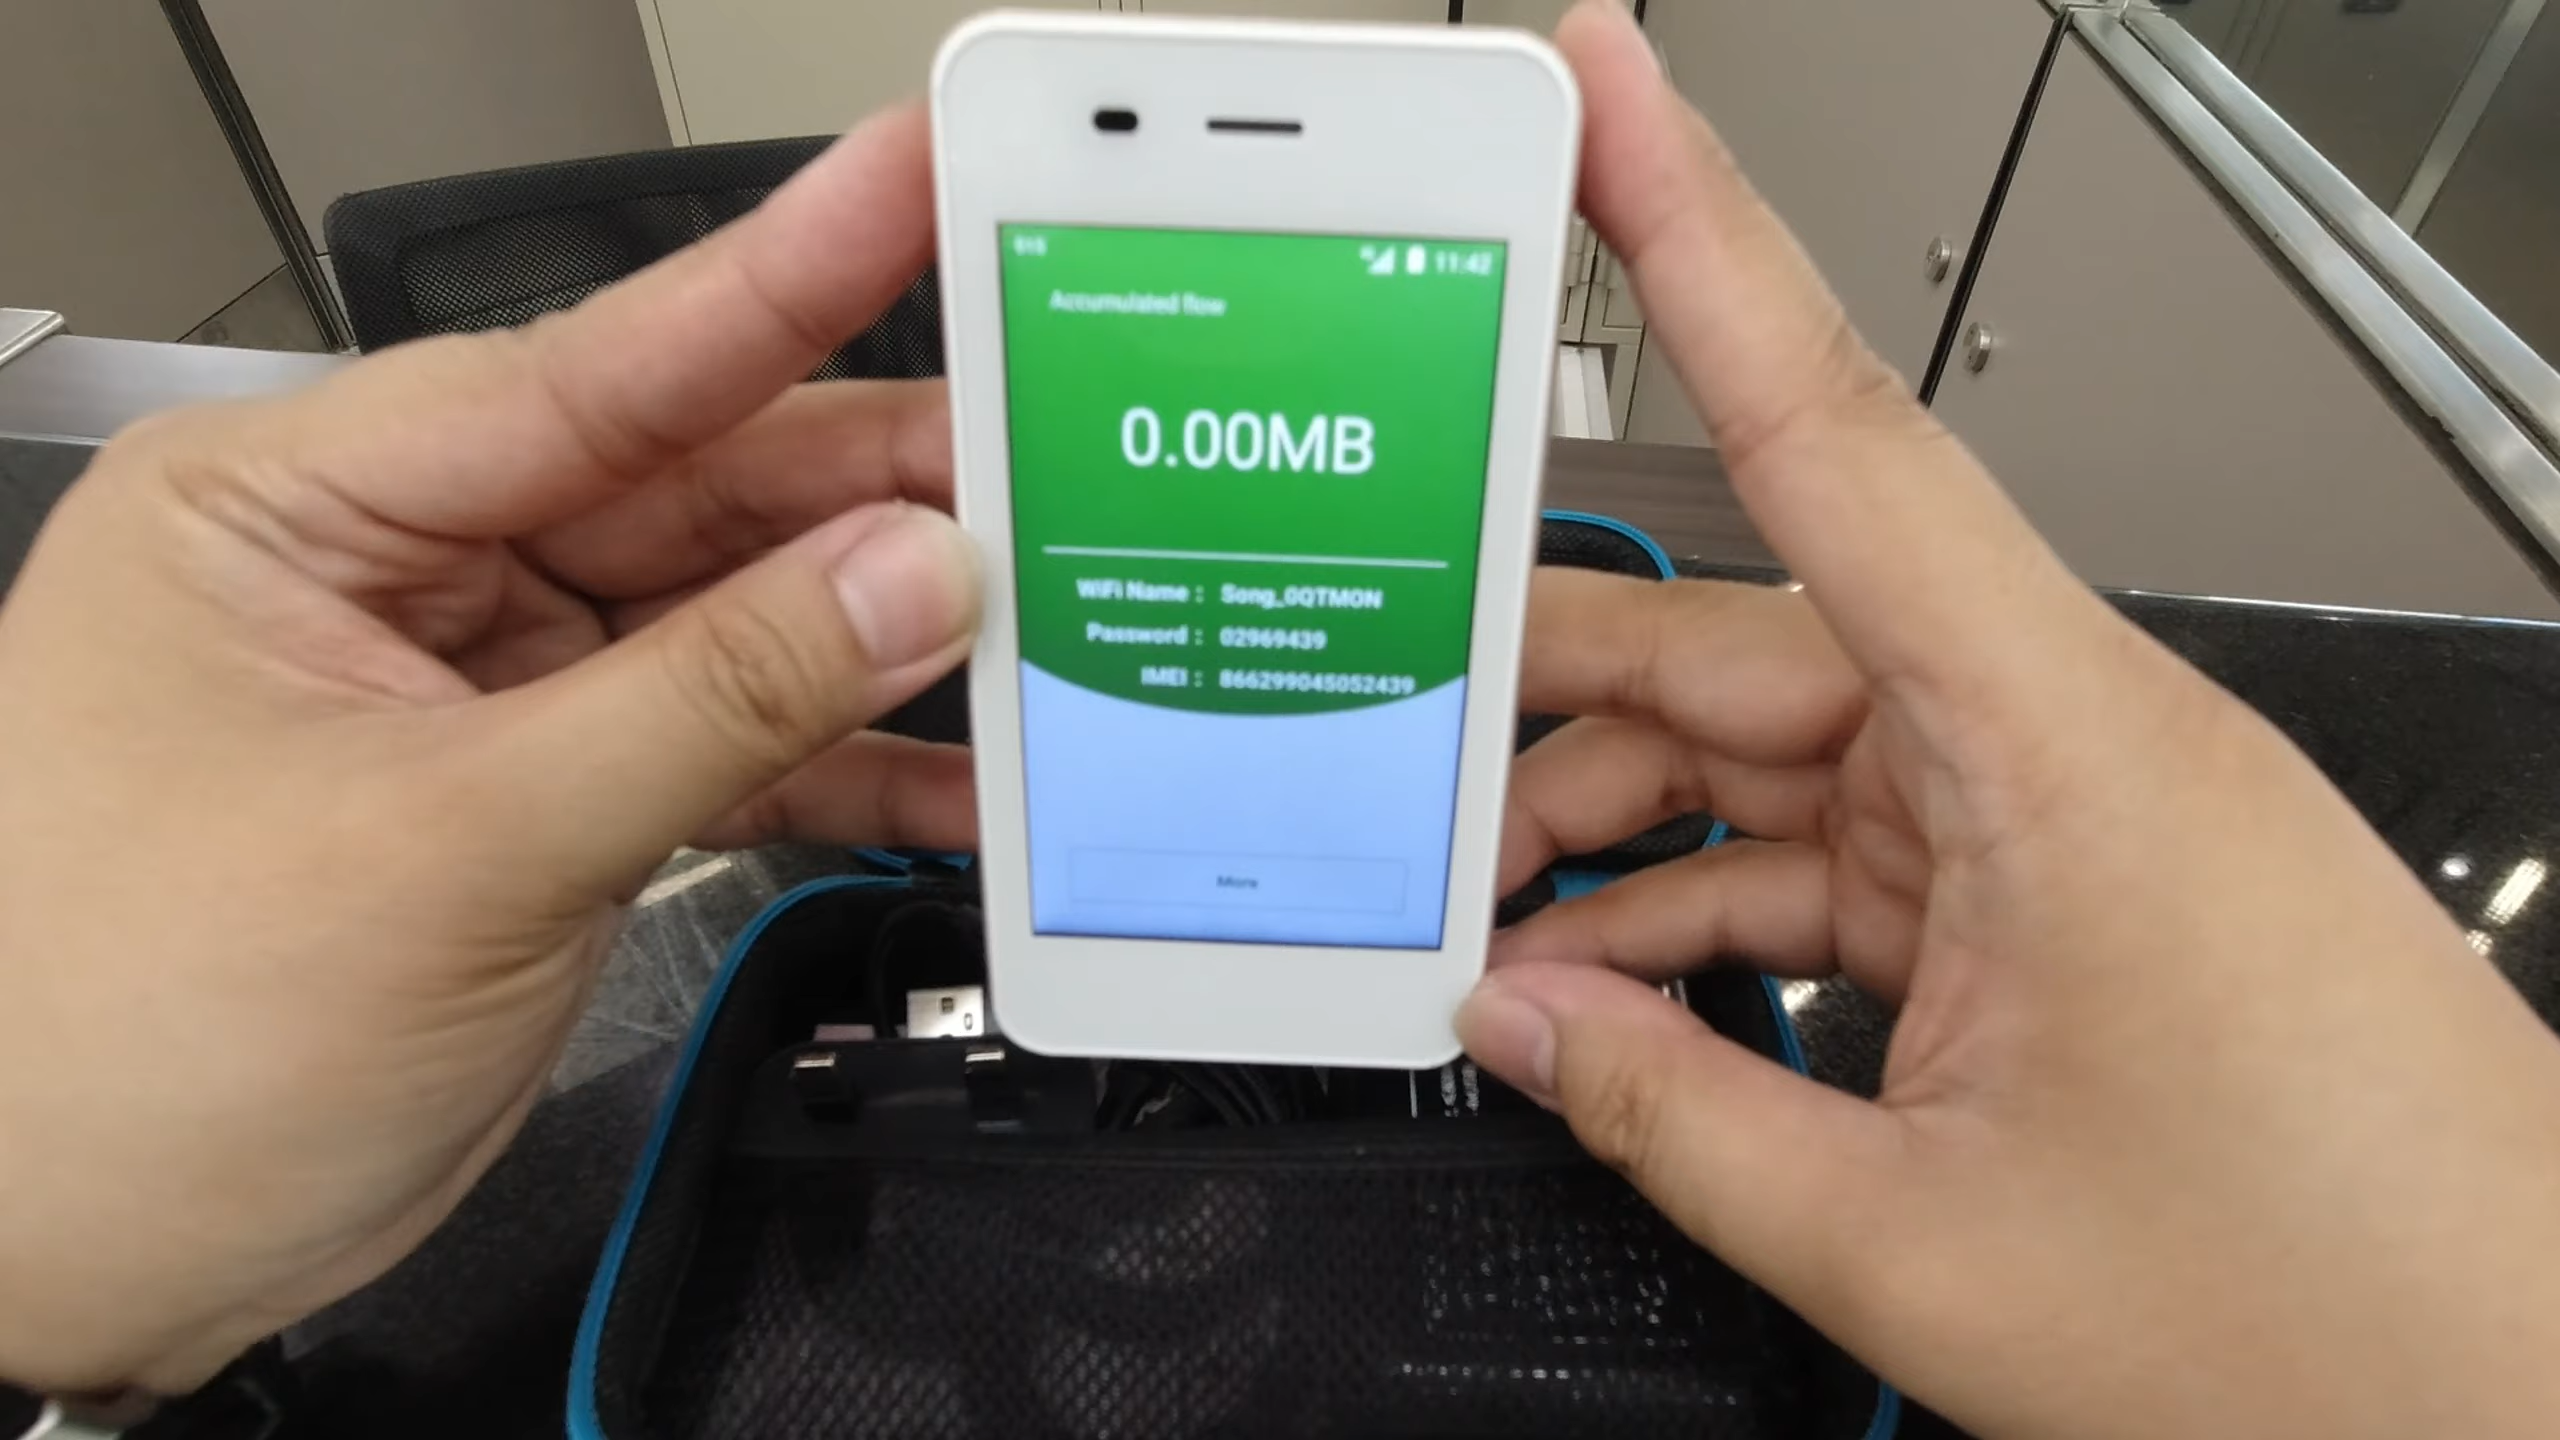 11:42
Accumulated flow
0.00MB
WiFi Name : Song_0QTMON
Password : 02969439
IMEI : 866299045052439
More